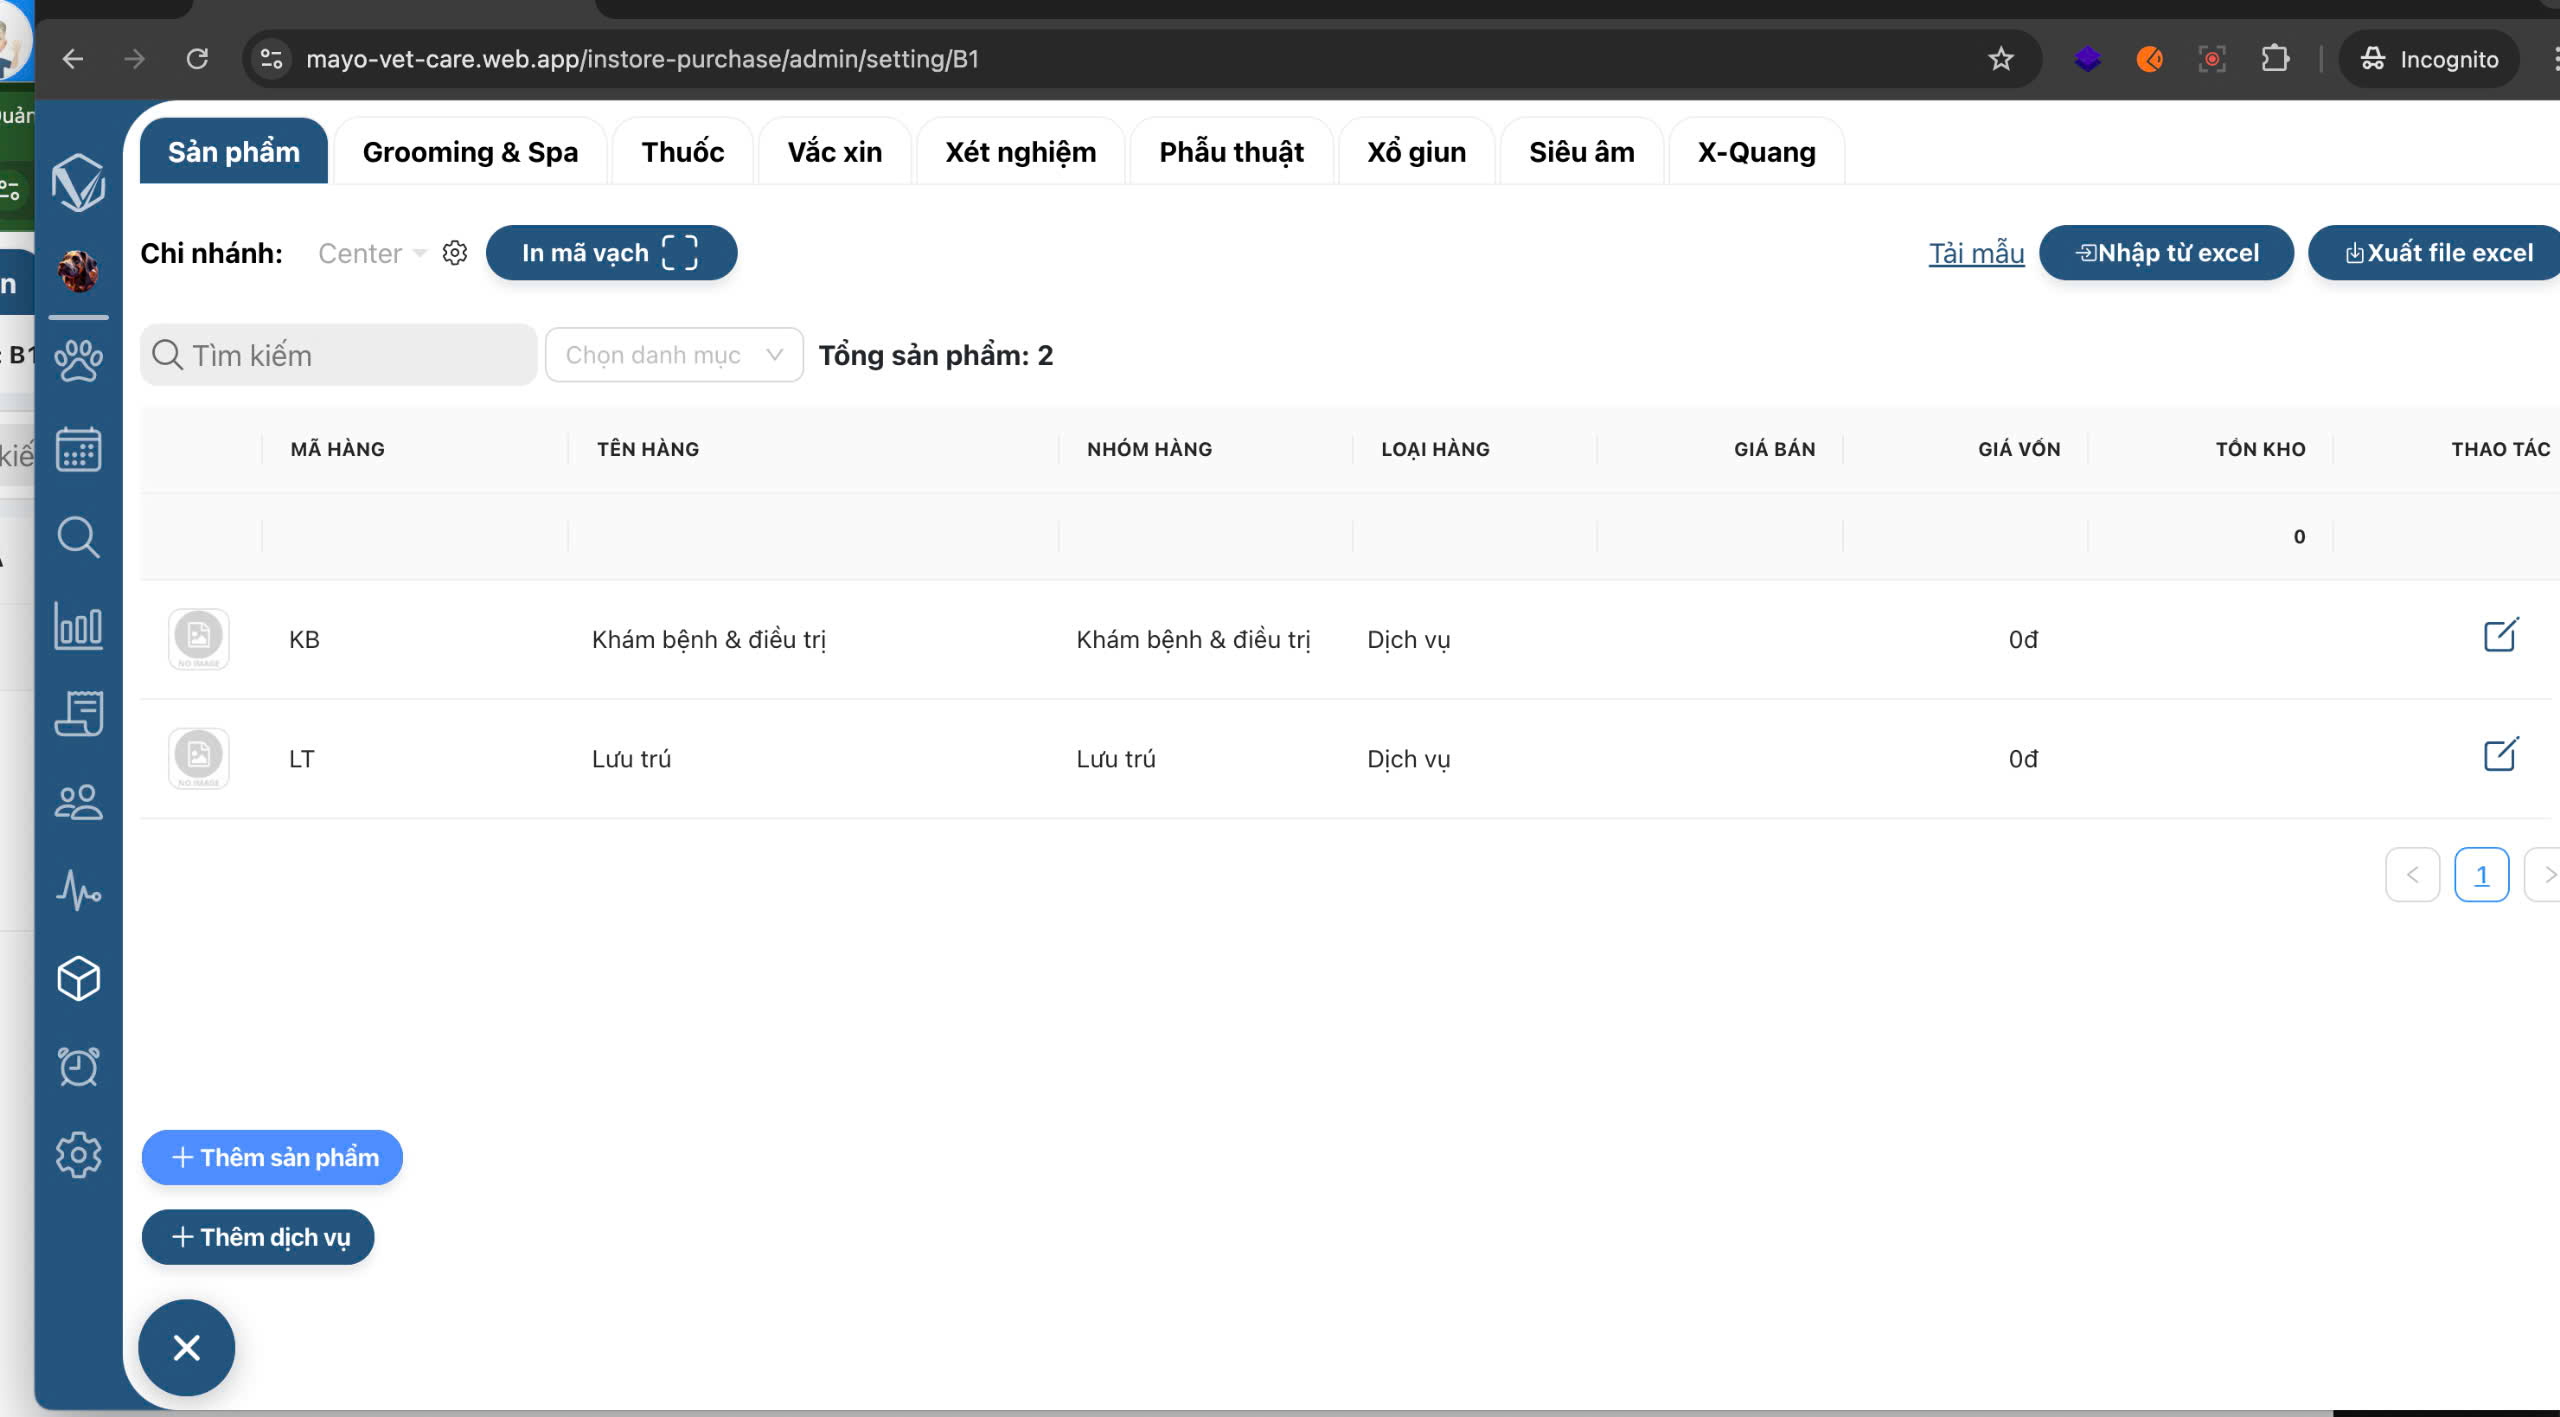 mayo-vet-care.web.app/instore-purchase/admin/setting/B1
Incognito
Sản phẩm
Grooming & Spa
Thuốc
Vắc xin
Xét nghiệm
Phẫu thuật
Xổ giun
Siêu âm
X-Quang
Chi nhánh:
Center
In mã vạch
Tải mẫu
Nhập từ excel
Xuất file excel
Tìm kiếm
Chọn danh mục
Tổng sản phẩm: 2
MÃ HÀNG
TÊN HÀNG
NHÓM HÀNG
LOẠI HÀNG
GIÁ BÁN
GIÁ VỐN
TỒN KHO
THAO TÁC
0
NO IMAGE
KB
Khám bệnh & điều trị
Khám bệnh & điều trị
Dịch vụ
0đ
NO IMAGE
LT
Lưu trú
Lưu trú
Dịch vụ
0đ
1
Thêm sản phẩm
Thêm dịch vụ